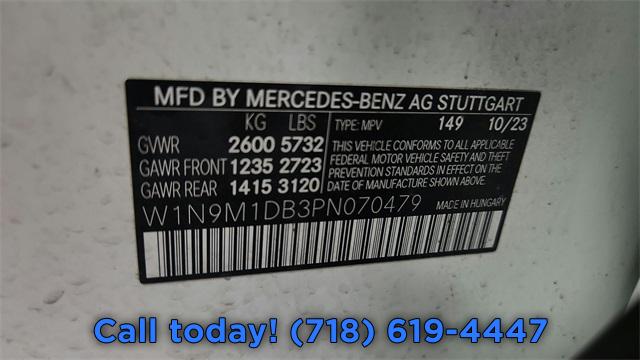 MFD BY MERCEDES-BENZ AG STUTTGART
KG LBS TYPE: MPV 149 10/23
GVWR 2600 5732
GAWR FRONT 1235 2723
GAWR REAR 1415 3120
THIS VEHICLE CONFORMS TO ALL APPLICABLE
FEDERAL MOTOR VEHICLE SAFETY AND THEFT
PREVENTION STANDARDS IN EFFECT ON THE
DATE OF MANUFACTURE SHOWN ABOVE.
W1N9M1DB3PN070479 MADE IN HUNGARY
Call today! (718) 619-4447